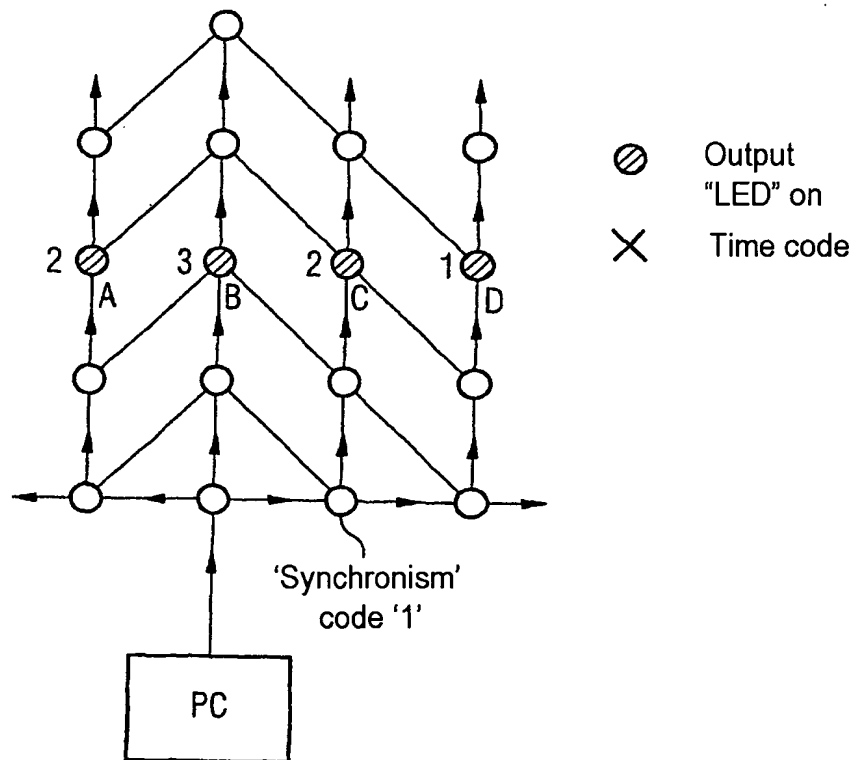 Output
“LED” on
Time code
2 3 2 1
A B C D
‘Synchronism’
code ‘1’
PC